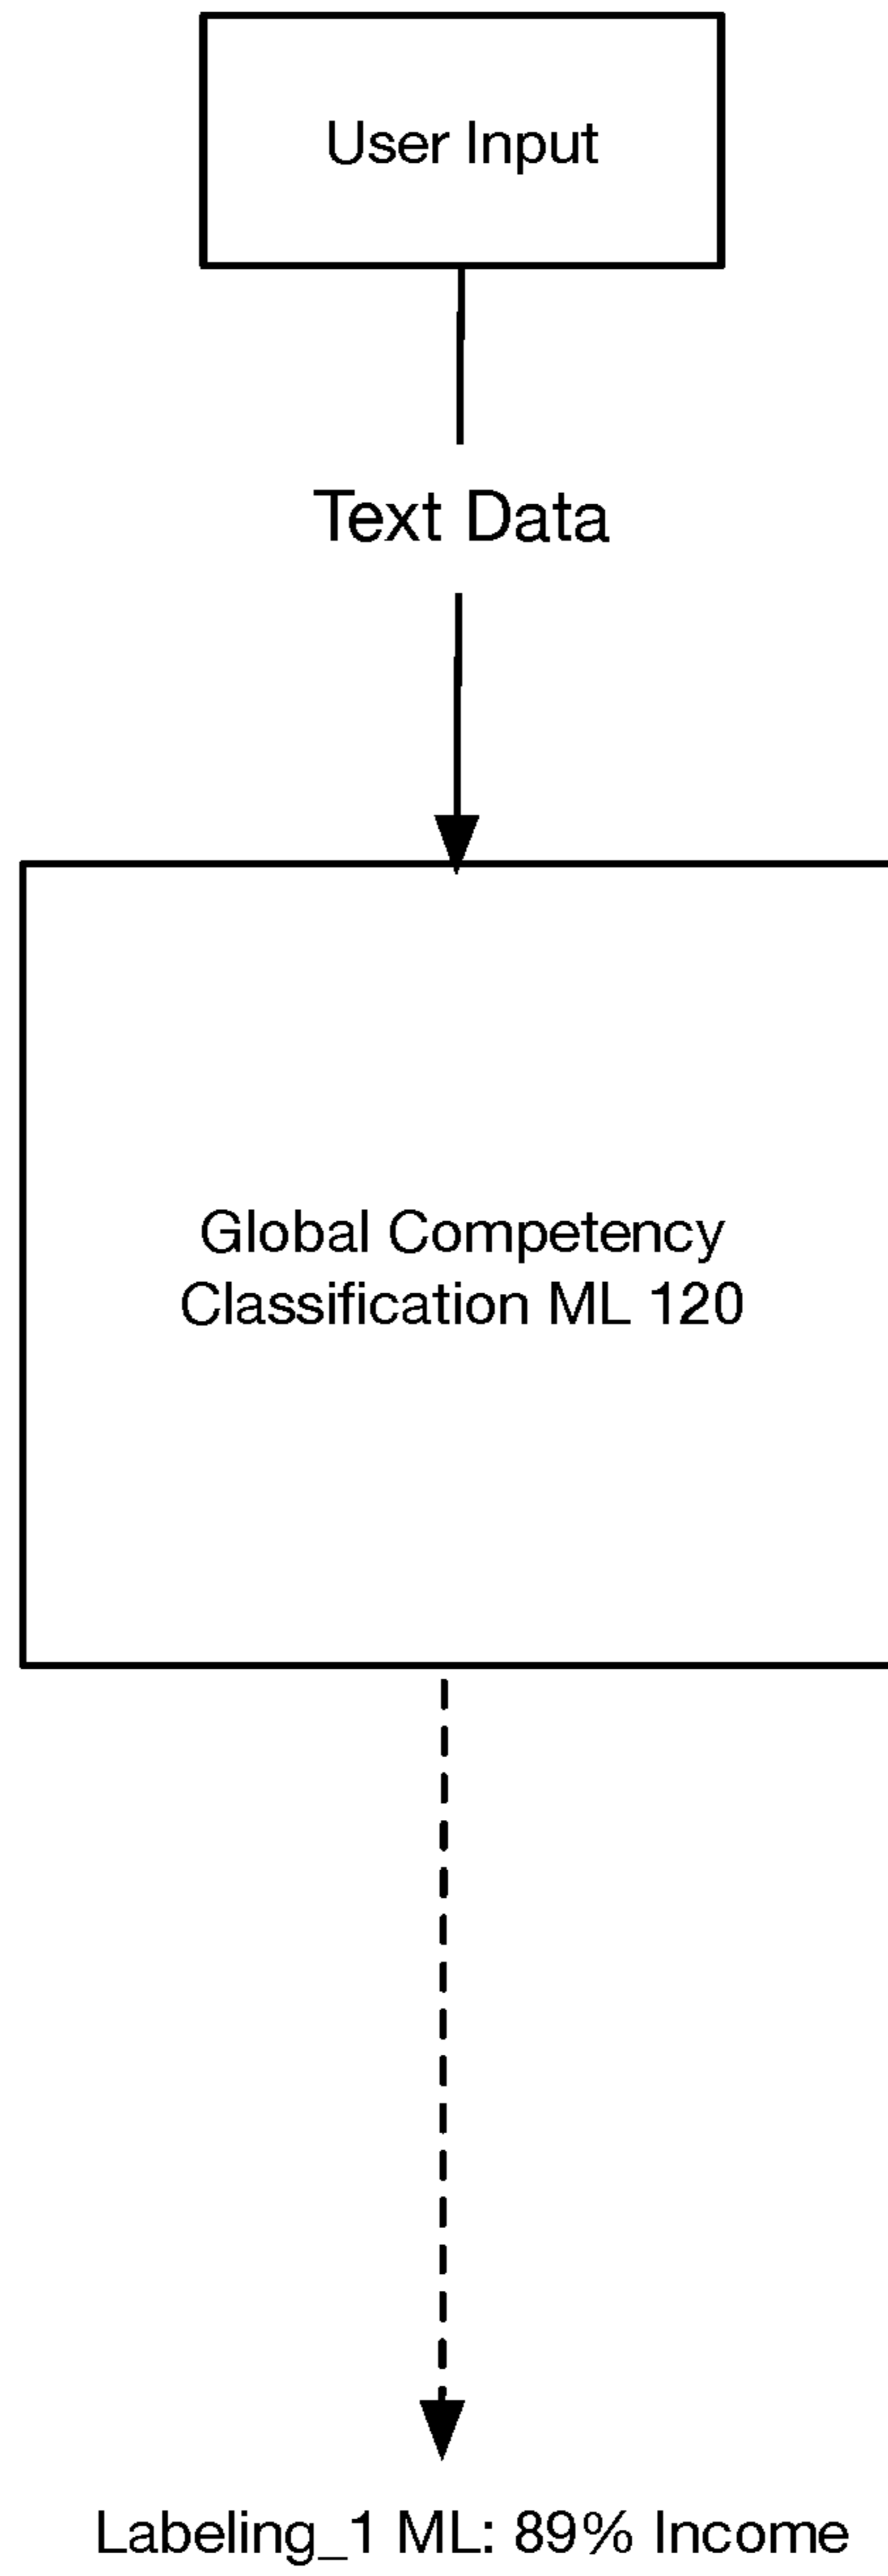 User Input
Text Data
Global Competency
Classification ML 120
Labeling_1 ML: 89% Income